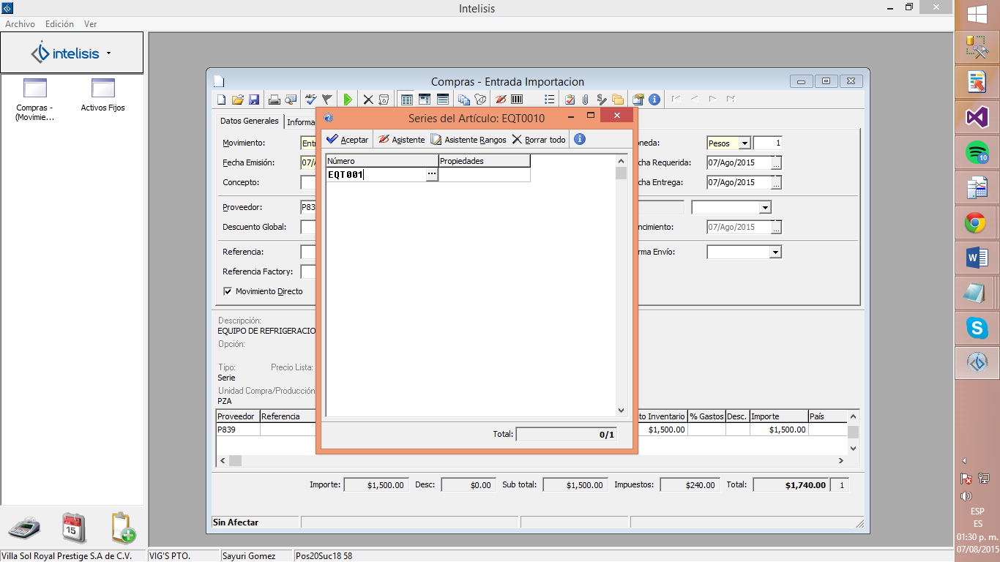 Intelisis
Archivo Edición Ver
intelisis
Compras - (Movimie...
Activos Fijos
Compras - Entrada Importacion
Datos Generales Informa
Movimiento: Ent
Fecha Emisión: 07/
Concepto:
Proveedor: P83
Descuento Global:
Referencia:
Referencia Factory:
Movimiento Directo
oneda: Pesos 1
cha Requerida: 07/Ago/2015 ...
cha Entrega: 07/Ago/2015 ...
ncimiento: 07/Ago/2015 ...
rma Envío:
Series del Artículo: EQT0010
Aceptar Asistente Asistente Rangos Borrar todo
Número Propiedades
EQT001 ...
Total: 0/1
Descripción:
EQUIPO DE REFRIGERACIO
Opción:
Tipo: Precio Lista:
Serie
Unidad Compra/Producción
PZA
Proveedor Referencia sto Inventario % Gastos Desc. Importe País
P839 $1,500.00 $1,500.00
Importe: $1,500.00 Desc: $0.00 Sub total: $1,500.00 Impuestos: $240.00 Total: $1,740.00 1
Sin Afectar
15
Villa Sol Royal Prestige S.A de C.V. VIG'S PTO. Sayuri Gomez Pos20Suc18 58
10
ESP
ES
01:30 p. m.
07/08/2015